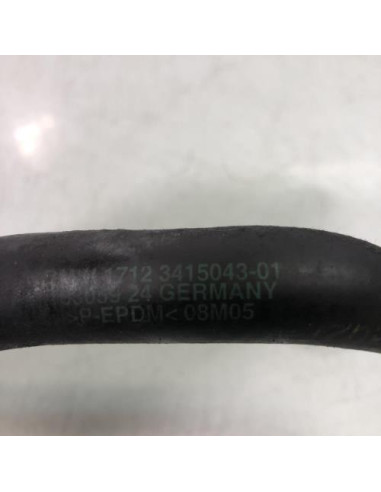 1712 3415043-01
24 GERMANY
>P-EPDM< 08M05